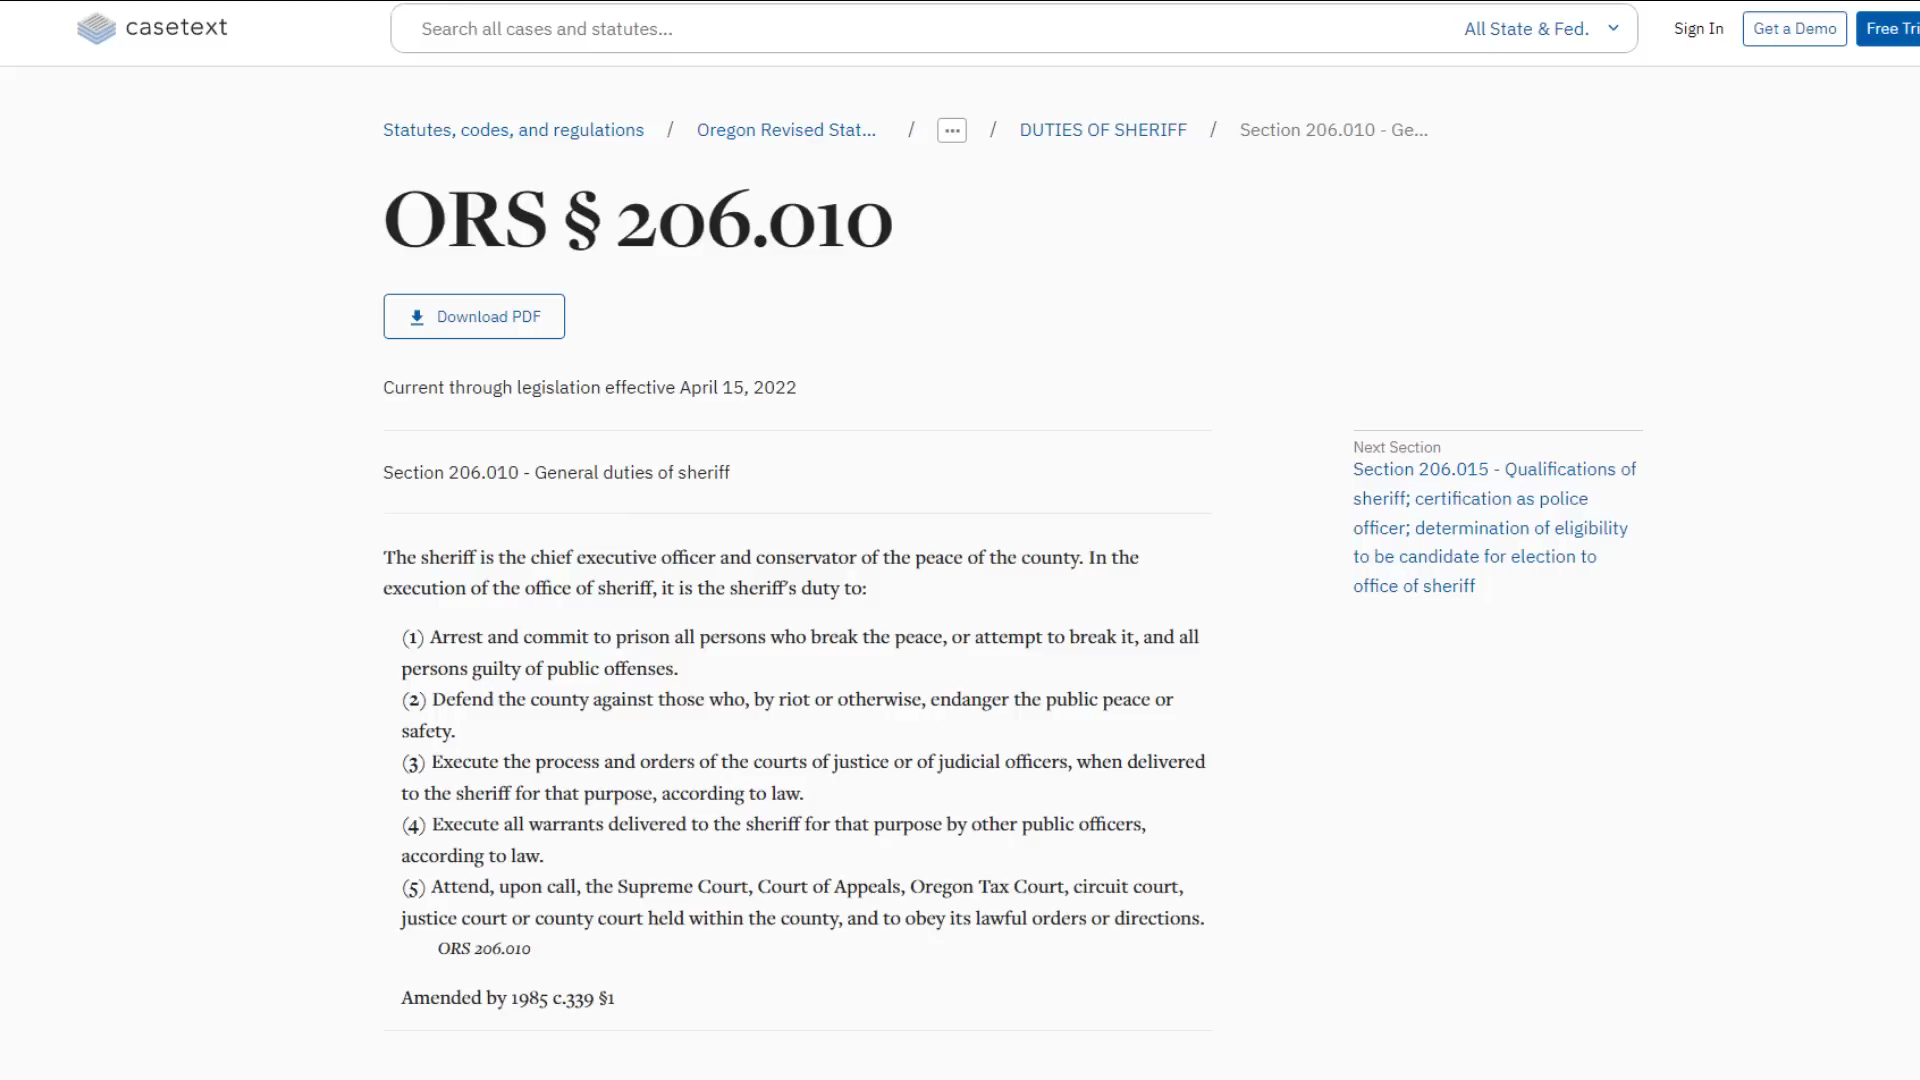 casetext
Search all cases and statutes...
All State & Fed.
Sign In
Get a Demo
Free Tri
Statutes, codes, and regulations / Oregon Revised Stat... / ... / DUTIES OF SHERIFF / Section 206.010 - Ge...
ORS § 206.010
Download PDF
Current through legislation effective April 15, 2022
Section 206.010 - General duties of sheriff
The sheriff is the chief executive officer and conservator of the peace of the county. In the
execution of the office of sheriff, it is the sheriff's duty to:
(1) Arrest and commit to prison all persons who break the peace, or attempt to break it, and all
persons guilty of public offenses.
(2) Defend the county against those who, by riot or otherwise, endanger the public peace or
safety.
(3) Execute the process and orders of the courts of justice or of judicial officers, when delivered
to the sheriff for that purpose, according to law.
(4) Execute all warrants delivered to the sheriff for that purpose by other public officers,
according to law.
(5) Attend, upon call, the Supreme Court, Court of Appeals, Oregon Tax Court, circuit court,
justice court or county court held within the county, and to obey its lawful orders or directions.
ORS 206.010
Amended by 1985 c.339 §1
Next Section
Section 206.015 - Qualifications of
sheriff; certification as police
officer; determination of eligibility
to be candidate for election to
office of sheriff